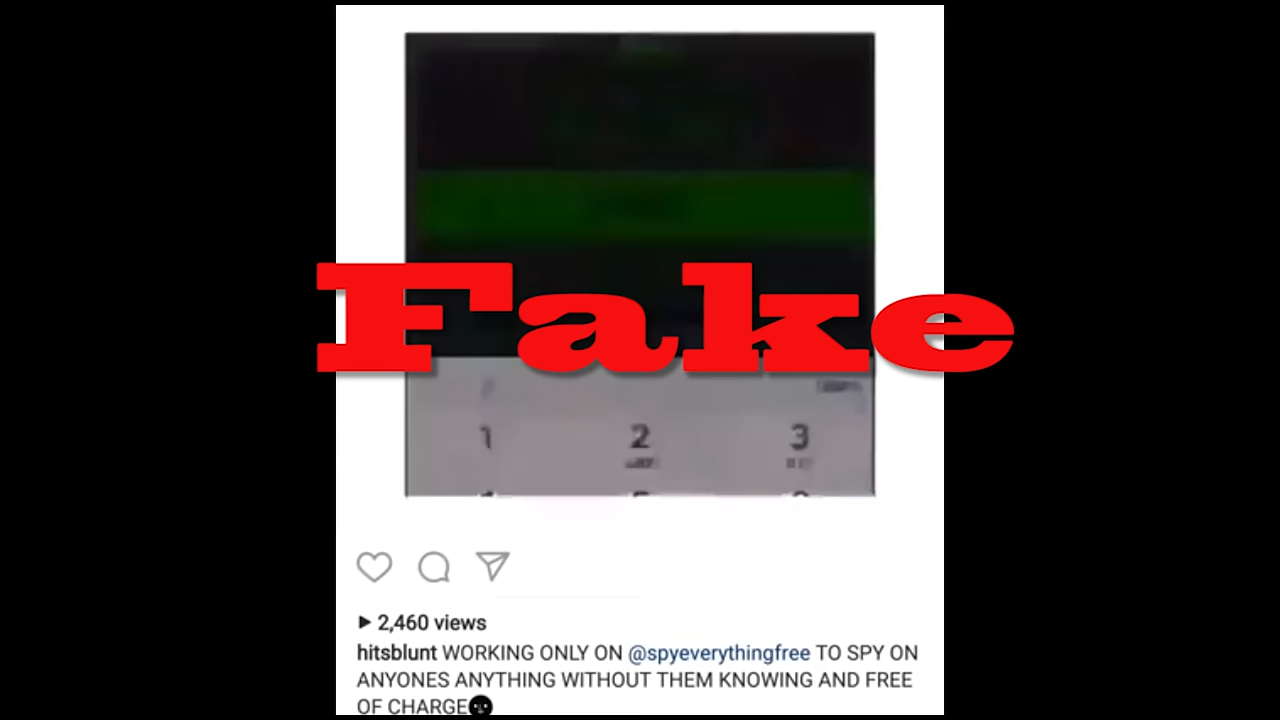 Fake
1 2 3
2,460 views
hitsblunt WORKING ONLY ON @spyeverythingfree TO SPY ON
ANYONES ANYTHING WITHOUT THEM KNOWING AND FREE
OF CHARGE🌚